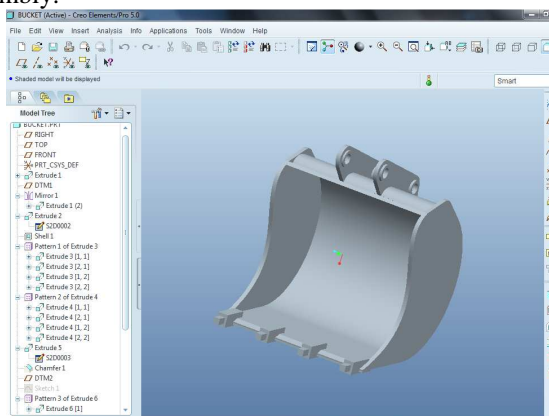 mbly:
BUCKET (Active) - Creo Elements/Pro 5.0
File Edit View Insert Analysis Info Applications Tools Window Help
• Shaded model will be displayed
Smart
Model Tree
BUCKET.PRT
RIGHT
TOP
FRONT
PRT_CSYS_DEF
Extrude 1
DTM1
Mirror 1
Extrude 1 (2)
Extrude 2
S2D0002
Shell 1
Pattern 1 of Extrude 3
Extrude 3 [1, 1]
Extrude 3 [2, 1]
Extrude 3 [1, 2]
Extrude 3 [2, 2]
Pattern 2 of Extrude 4
Extrude 4 [1, 1]
Extrude 4 [2, 1]
Extrude 4 [1, 2]
Extrude 4 [2, 2]
Extrude 5
S2D0003
Chamfer 1
DTM2
Sketch 1
Pattern 3 of Extrude 6
Extrude 6 [1]